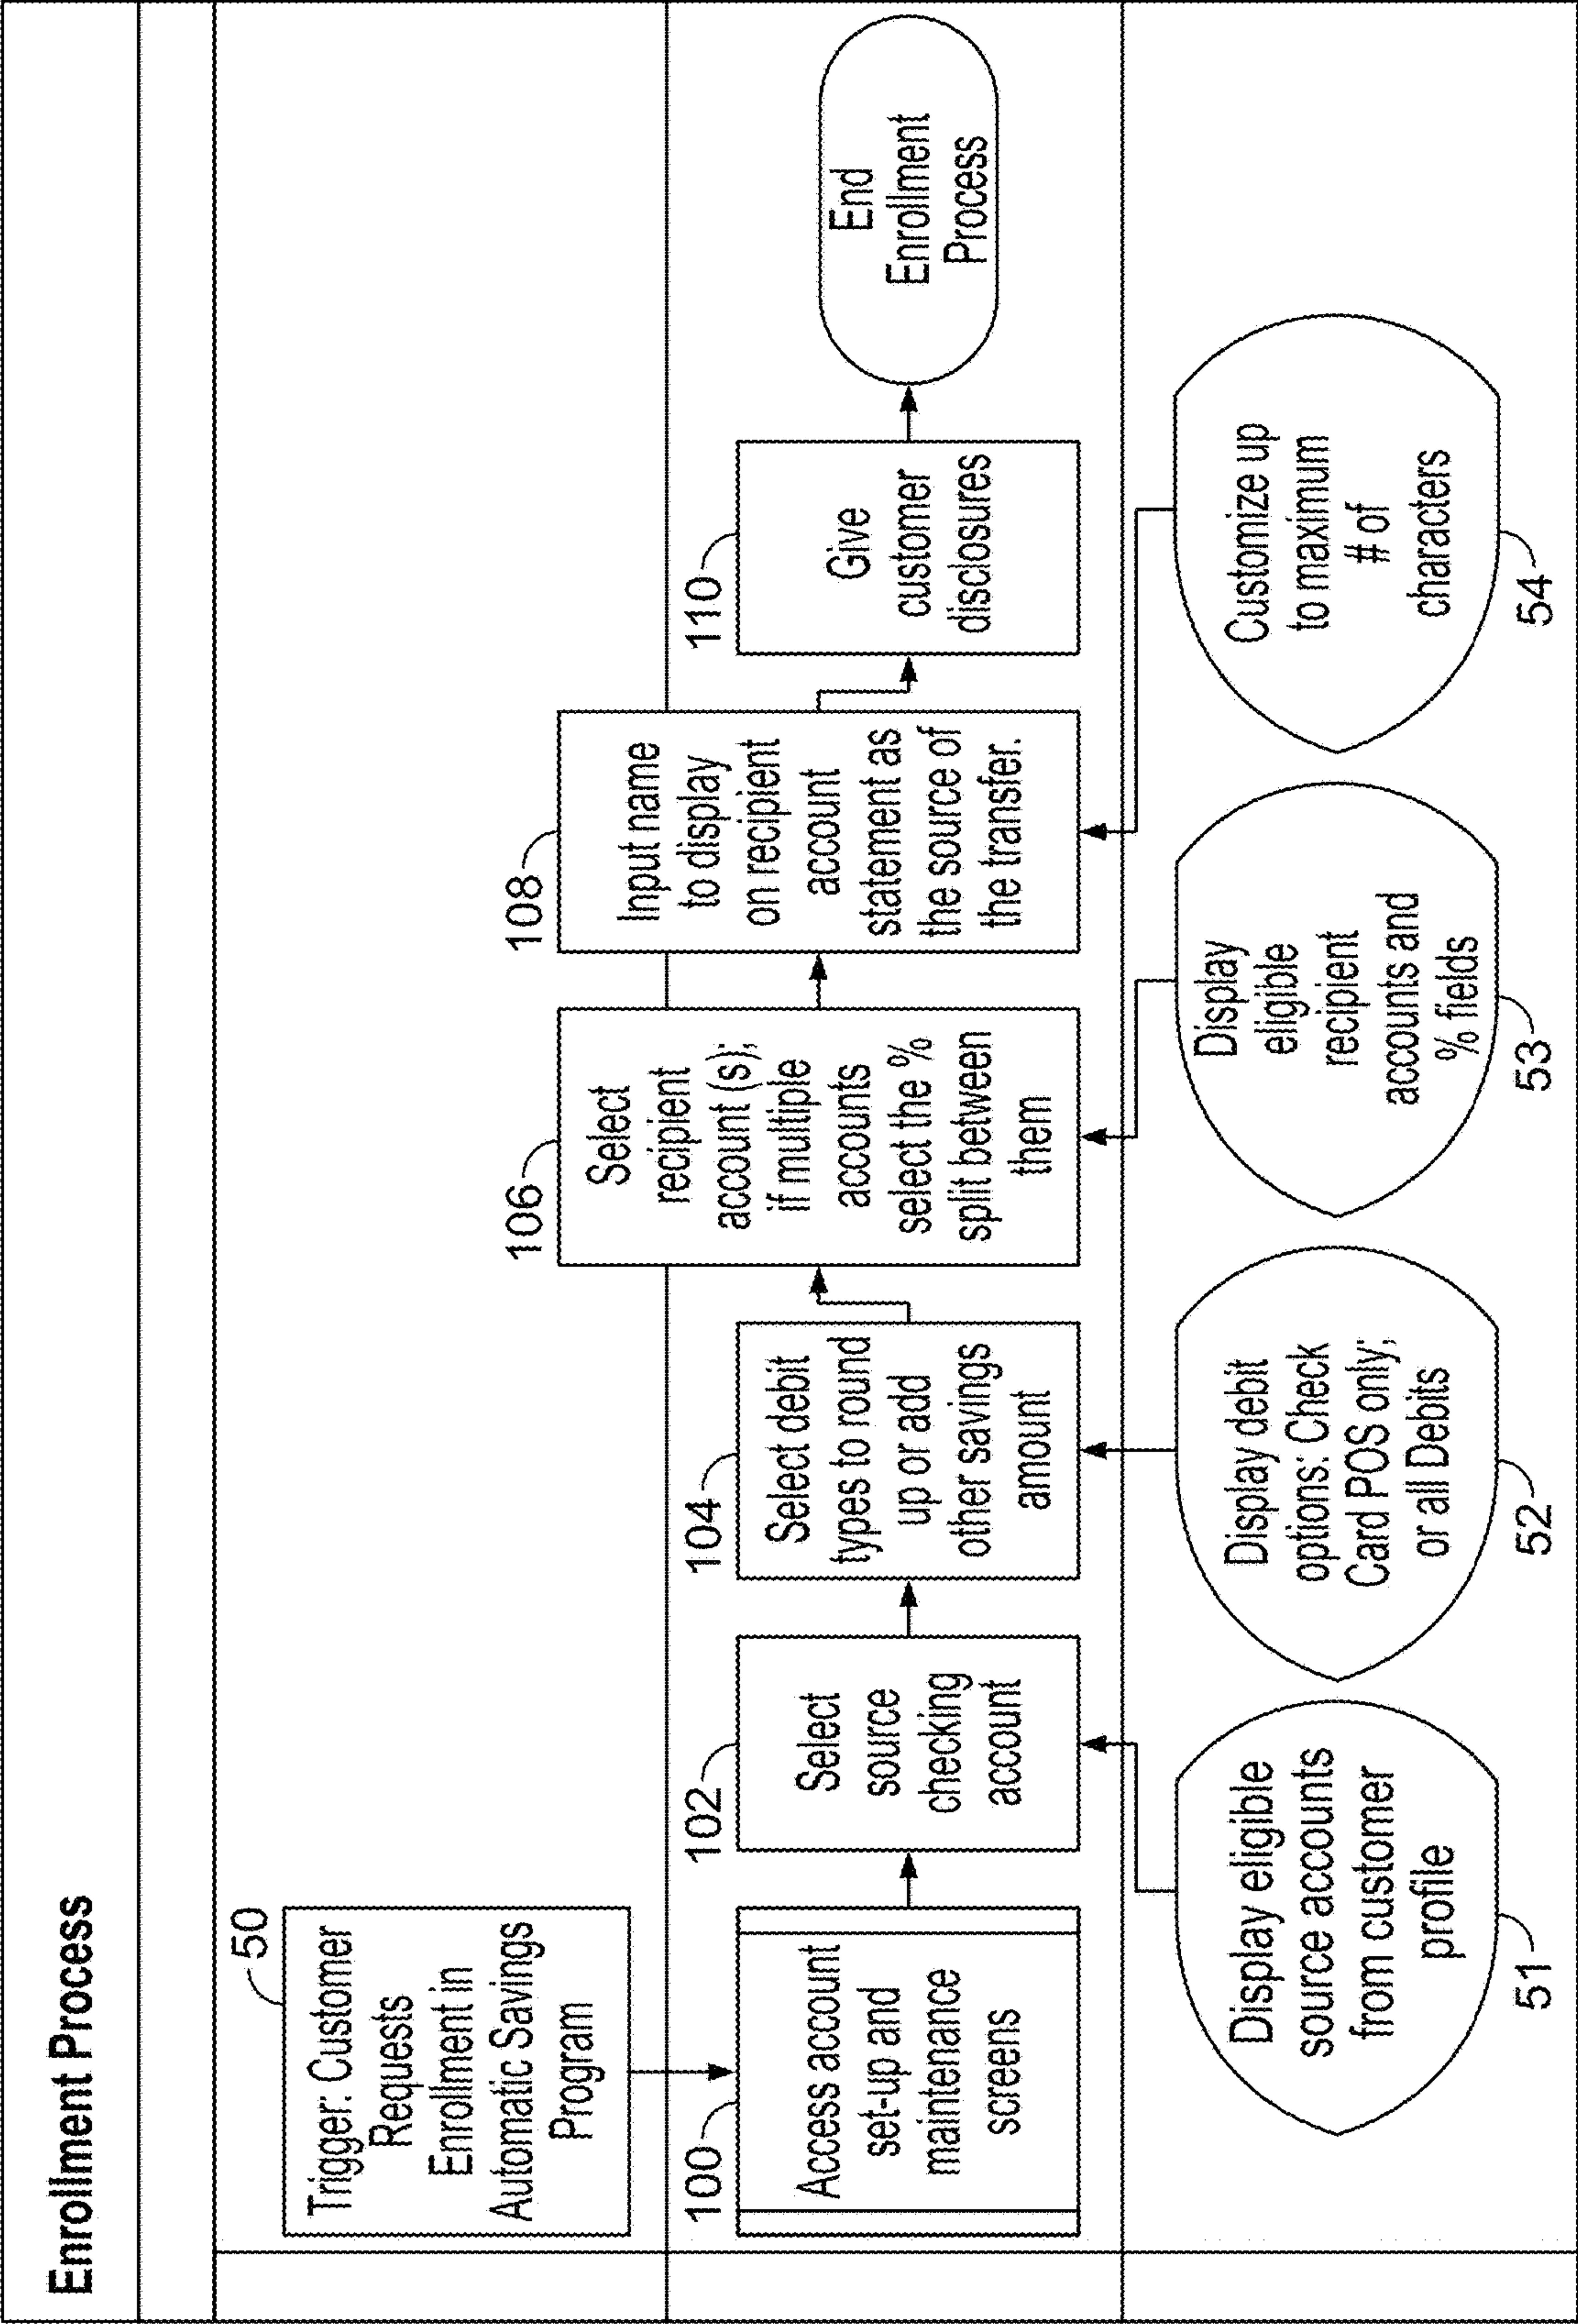 Enrollment Process
50
Trigger: Customer
Requests
Enrollment in
Automatic Savings
Program
100
Access account
set-up and
maintenance
screens
102
Select
source
checking
account
104
Select debit
types to round
up or add
other savings
amount
106
Select
recipient
account (s);
if multiple
accounts
select the %
split between
them
108
Input name
to display
on recipient
account
statement as
the source of
the transfer.
110
Give
customer
disclosures
End
Enrollment
Process
Display eligible
source accounts
from customer
profile
51
Display debit
options: Check
Card POS only;
or all Debits
52
Display
eligible
recipient
accounts and
% fields
53
Customize up
to maximum
# of
characters
54